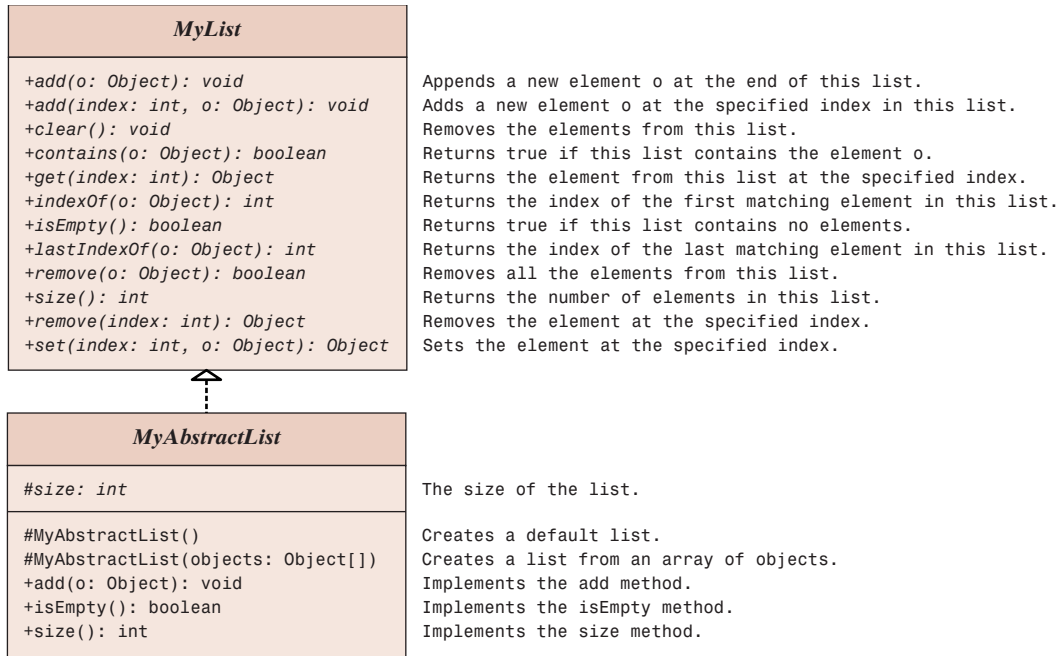 MyList
+add(o: Object): void Appends a new element o at the end of this list.
+add(index: int, o: Object): void Adds a new element o at the specified index in this list.
+clear(): void Removes the elements from this list.
+contains(o: Object): boolean Returns true if this list contains the element o.
+get(index: int): Object Returns the element from this list at the specified index.
+indexOf(o: Object): int Returns the index of the first matching element in this list.
+isEmpty(): boolean Returns true if this list contains no elements.
+lastIndexOf(o: Object): int Returns the index of the last matching element in this list.
+remove(o: Object): boolean Removes all the elements from this list.
+size(): int Returns the number of elements in this list.
+remove(index: int): Object Removes the element at the specified index.
+set(index: int, o: Object): Object Sets the element at the specified index.
MyAbstractList
#size: int The size of the list.
#MyAbstractList() Creates a default list.
#MyAbstractList(objects: Object[]) Creates a list from an array of objects.
+add(o: Object): void Implements the add method.
+isEmpty(): boolean Implements the isEmpty method.
+size(): int Implements the size method.